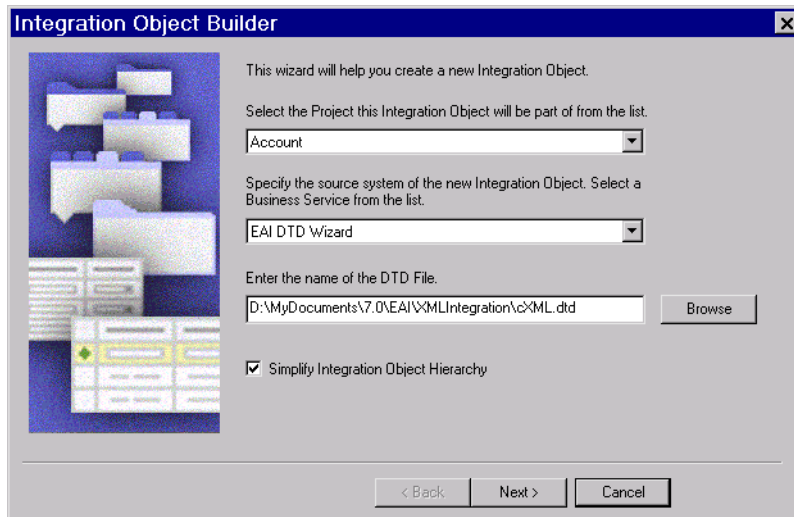 Integration Object Builder
This wizard will help you create a new Integration Object.
Select the Project this Integration Object will be part of from the list.
Account
Specify the source system of the new Integration Object. Select a
Business Service from the list.
EAI DTD Wizard
Enter the name of the DTD File.
D:\MyDocuments\7.0\EAI\XMLIntegration\cXML.dtd
Browse
Simplify Integration Object Hierarchy
< Back
Next >
Cancel